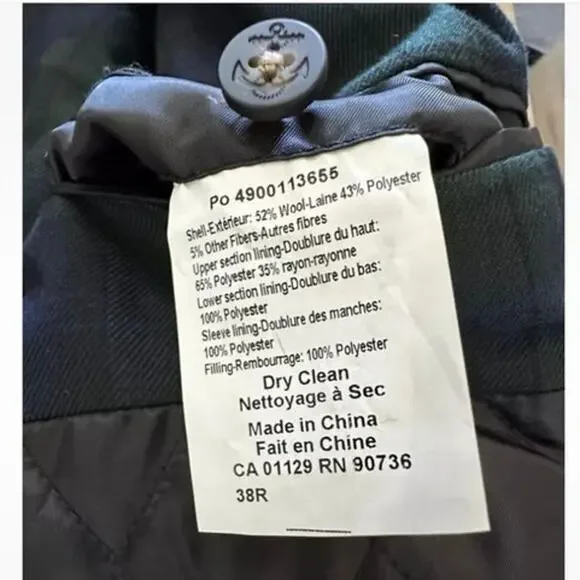 Po 4900113655
Shell-Extérieur: 52% Wool-Laine 43% Polyester
5% Other Fibers-Autres fibres
Upper section lining-Doublure du haut:
65% Polyester 35% rayon-rayonne
Lower section lining-Doublure du bas:
100% Polyester
Sleeve lining-Doublure des manches:
100% Polyester
Filling-Rembourrage: 100% Polyester
Dry Clean
Nettoyage à Sec
Made in China
Fait en Chine
CA 01129 RN 90736
38R